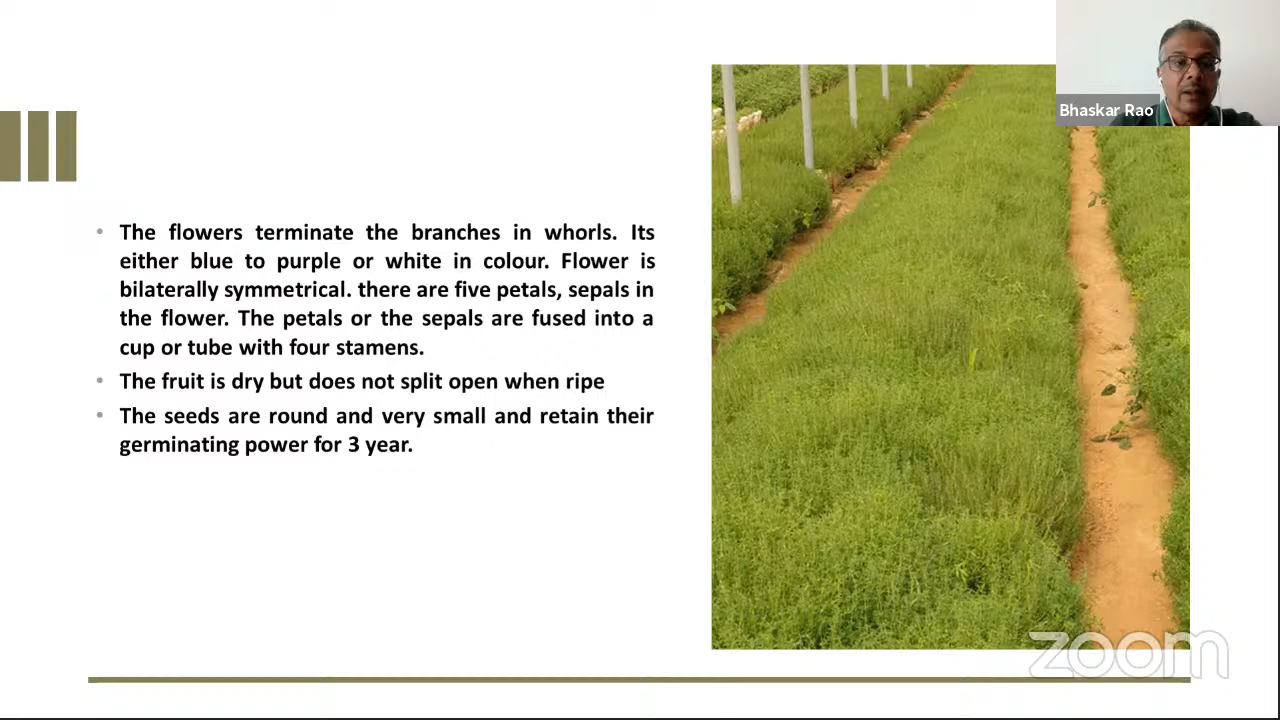 Bhaskar Rao
The flowers terminate the branches in whorls. Its
either blue to purple or white in colour. Flower is
bilaterally symmetrical. there are five petals, sepals in
the flower. The petals or the sepals are fused into a
cup or tube with four stamens.
The fruit is dry but does not split open when ripe
The seeds are round and very small and retain their
germinating power for 3 year.
zoom